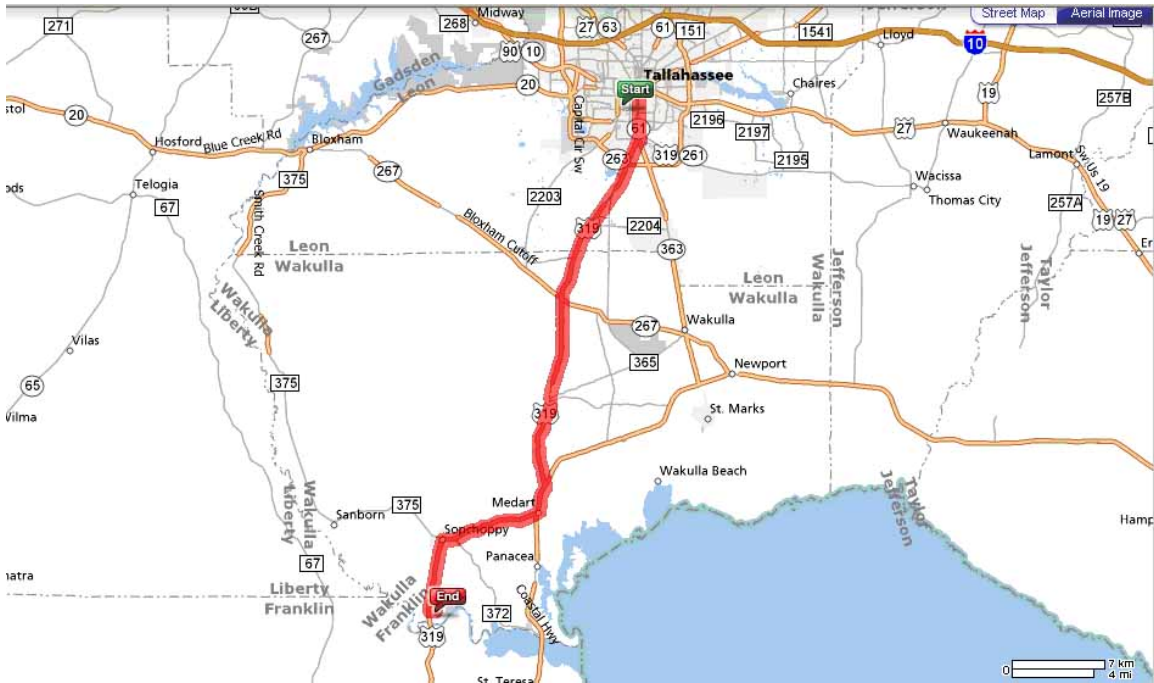 Street Map
Aerial Image
271
268
Midway
27
63
61
151
1541
Lloyd
10
267
90
10
Tallahassee
Gadsden
Leon
Start
Chaires
20
20
Capital Cir Sw
61
2196
2197
27
19
257B
Waukeenah
Hosford
Blue Creek Rd
Bloxham
263
319
261
2195
Lamont
Sw Us 19
Telogia
375
267
Wacissa
Thomas City
67
Smith Creek Rd
2203
257A
19
27
Bloxham Cutoff
319
2204
363
Leon
Wakulla
Jefferson
Wakulla
Taylor
Jefferson
Leon
Wakulla
Wakulla
Liberty
267
Wakulla
Vilas
365
Newport
65
375
319
St. Marks
Wakulla Beach
Liberty
Wakulla
Sanborn
375
Medart
Taylor
Jefferson
Sopchoppy
67
Panacea
Liberty
Franklin
Wakulla
Franklin
End
372
Coastal Hwy
319
St. Teresa
0
7 km
4 mi